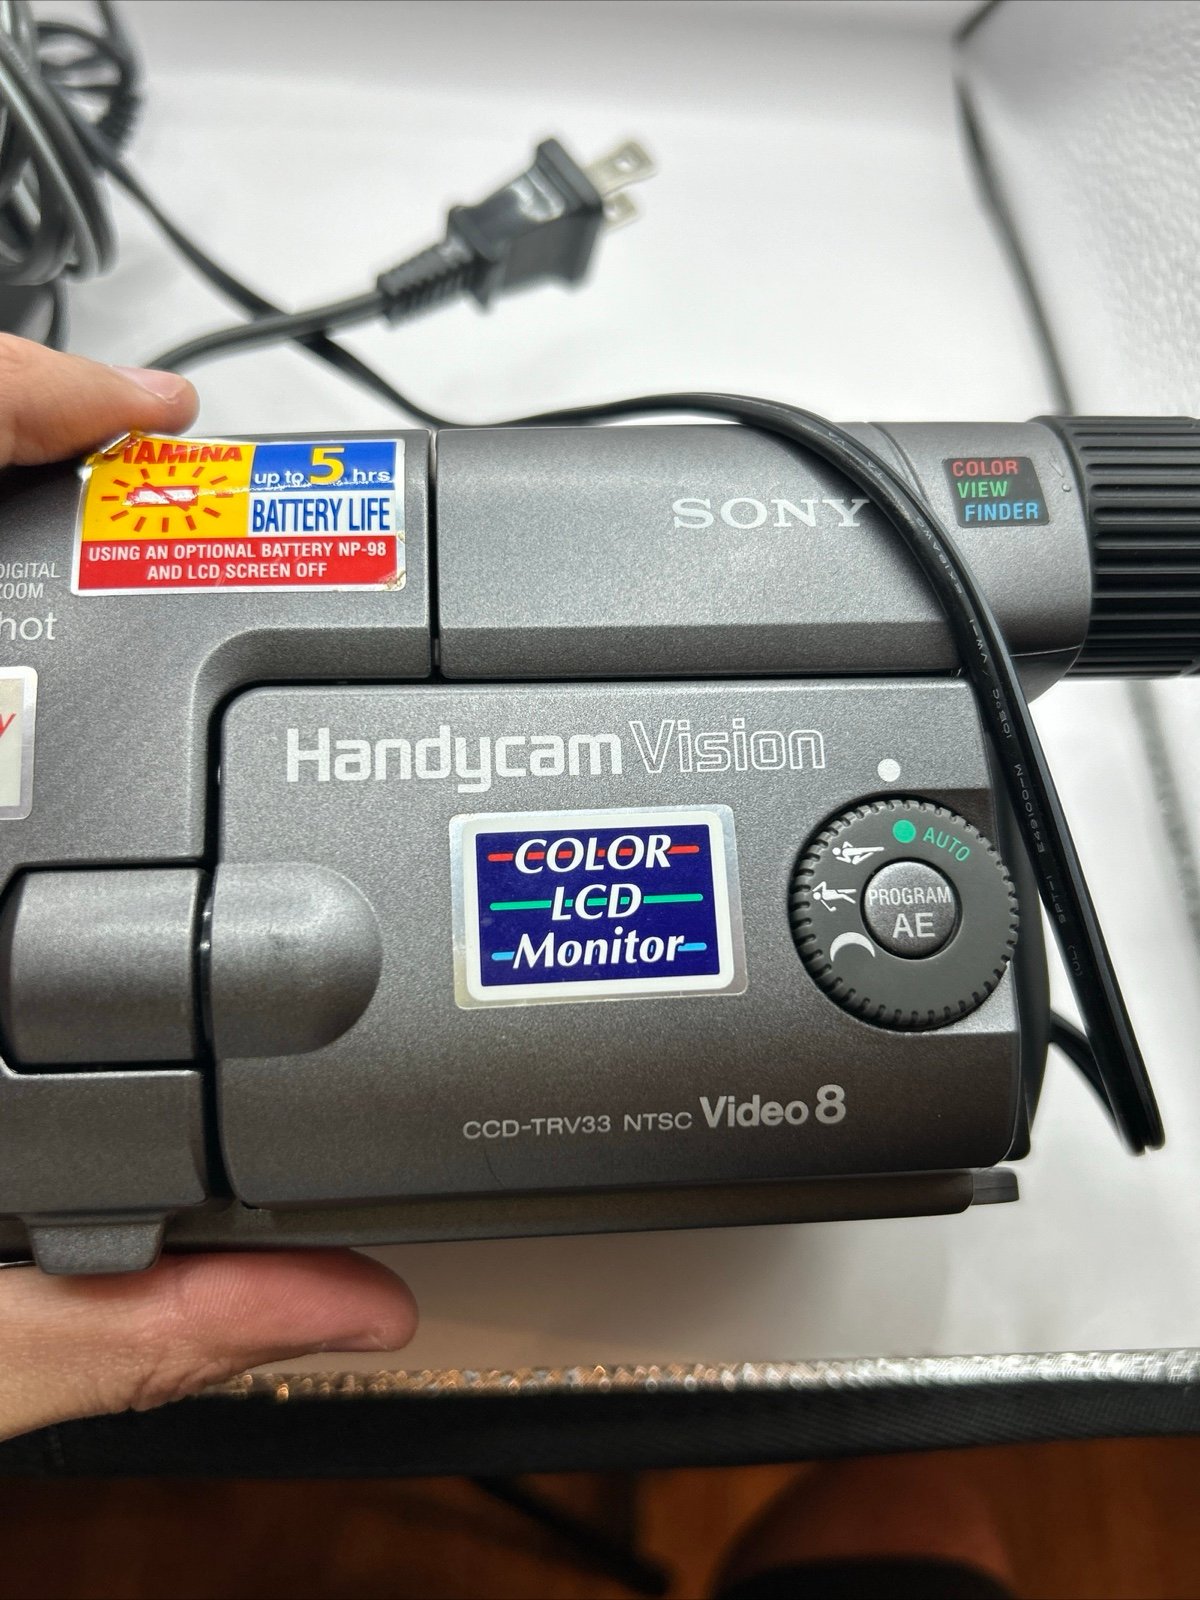 STAMINA
up to 5 hrs
BATTERY LIFE
USING AN OPTIONAL BATTERY NP-98
AND LCD SCREEN OFF
DIGITAL
ZOOM
hot
y
SONY
COLOR
VIEW
FINDER
Handycam Vision
COLOR
LCD
Monitor
AUTO
PROGRAM
AE
CCD-TRV33 NTSC Video 8